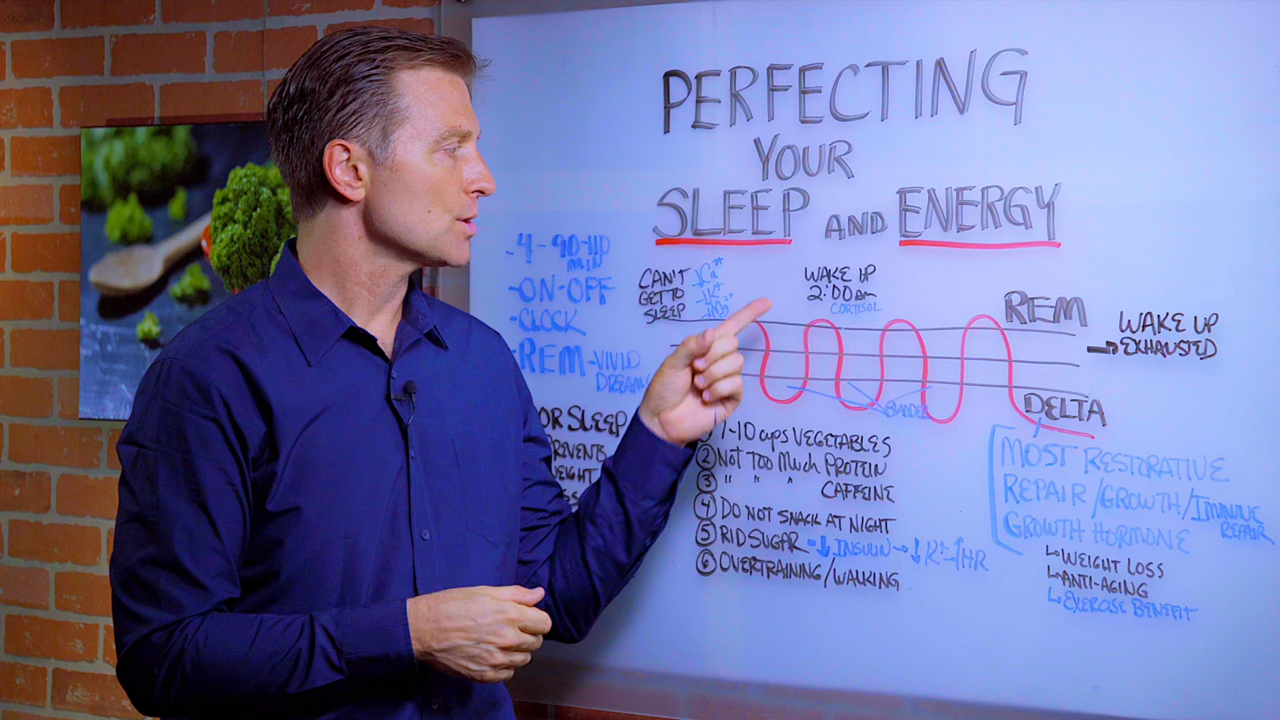 PERFECTING
YOUR
SLEEP AND ENERGY
-4-90-110
MIN
-ON-OFF
-CLOCK
-REM-VIVID
DREAMS
CAN'T
GET TO
SLEEP
WAKE UP
2:00am
CORTISOL
REM
WAKE UP
EXHAUSTED
BLADDER
DELTA
OR SLEEP
7-10 cups VEGETABLES
② NOT TOO MUCH PROTEIN
③ " " " CAFFEINE
④ DO NOT SNACK AT NIGHT
⑤ RID SUGAR-↓INSULIN→↓K⁺-↑HR
⑥ OVERTRAINING/WALKING
MOST RESTORATIVE
REPAIR/GROWTH/IMMUNE
REPAIR
GROWTH HORMONE
↳WEIGHT LOSS
↳ANTI-AGING
↳EXERCISE BENEFIT